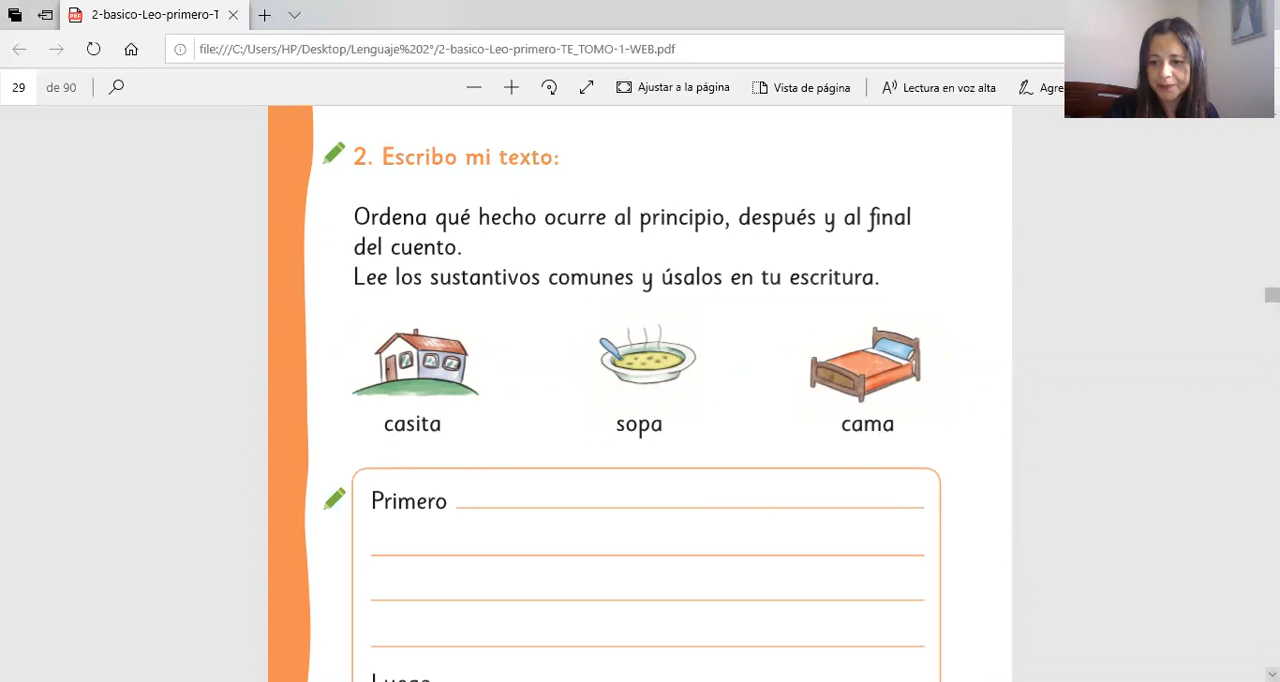 2-basico-Leo-primero-T
file:///C:/Users/HP/Desktop/Lenguaje%202°/2-basico-Leo-primero-TE_TOMO-1-WEB.pdf
29 de 90 Ajustar a la página Vista de página Lectura en voz alta Agre
2. Escribo mi texto:
Ordena qué hecho ocurre al principio, después y al final
del cuento.
Lee los sustantivos comunes y úsalos en tu escritura.
casita sopa cama
Primero